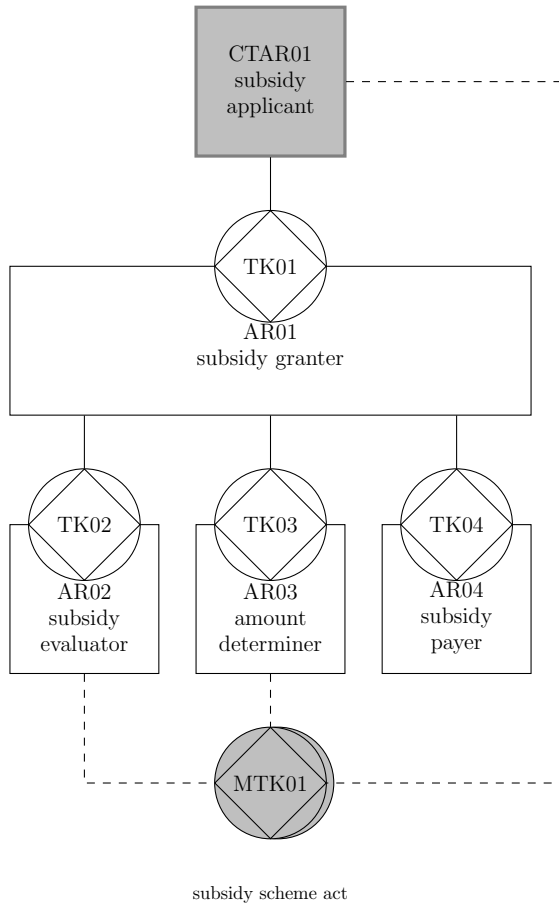 CTAR01
subsidy
applicant
TK01
AR01
subsidy granter
TK02
TK03
TK04
AR02
subsidy
evaluator
AR03
amount
determiner
AR04
subsidy
payer
MTK01
subsidy scheme act